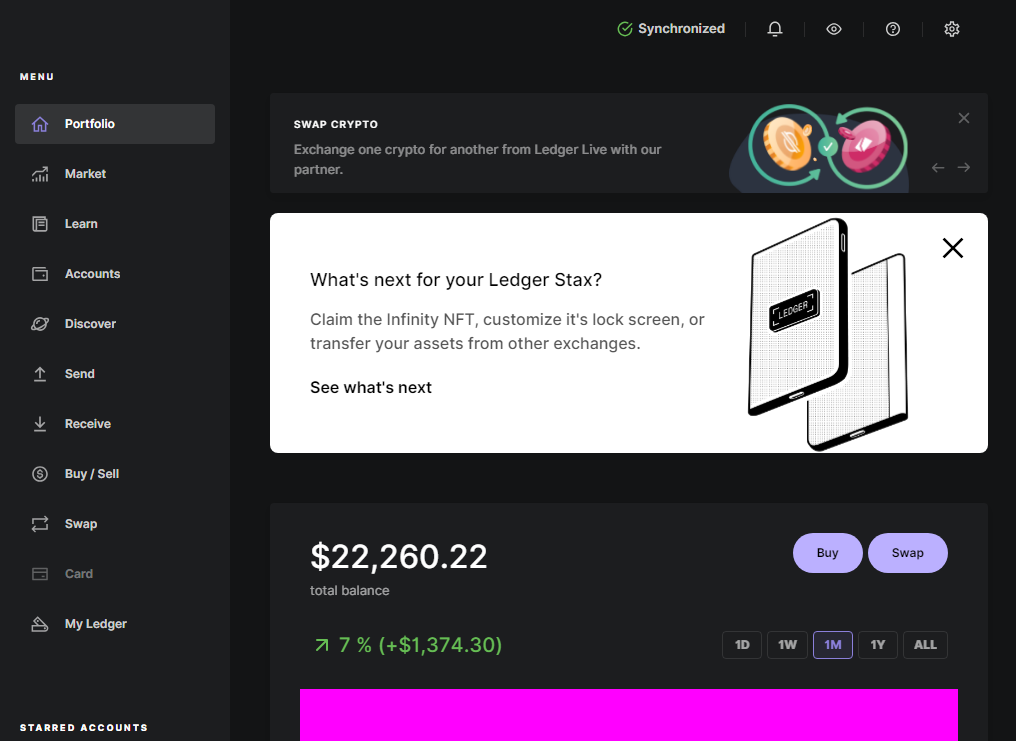 Synchronized
MENU
Portfolio
Market
Learn
Accounts
Discover
Send
Receive
Buy / Sell
Swap
Card
My Ledger
STARRED ACCOUNTS
SWAP CRYPTO
Exchange one crypto for another from Ledger Live with our
partner.
What's next for your Ledger Stax?
Claim the Infinity NFT, customize it's lock screen, or
transfer your assets from other exchanges.
See what's next
LEDGER
$22,260.22
total balance
Buy
Swap
7 % (+$1,374.30)
1D
1W
1M
1Y
ALL